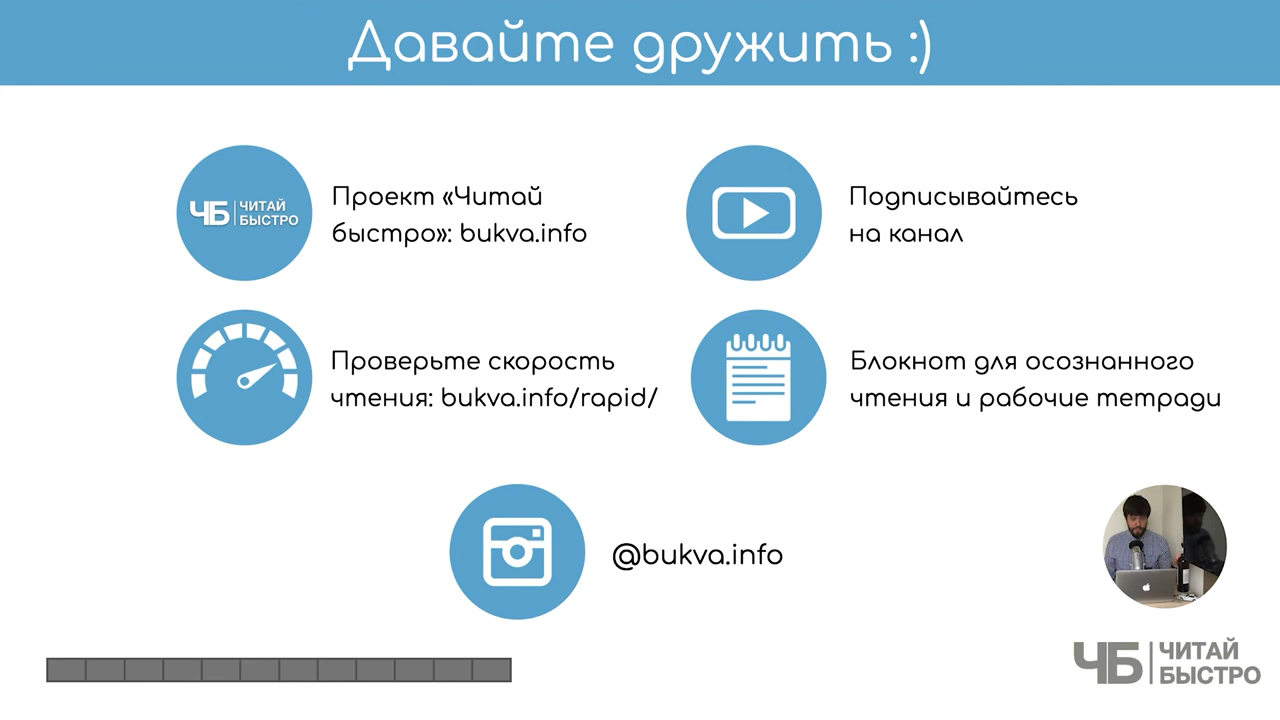 Давайте дружить :)
ЧБ ЧИТАЙ
БЫСТРО
Проект «Читай
быстро»: bukva.info
Подписывайтесь
на канал
Проверьте скорость
чтения: bukva.info/rapid/
Блокнот для осознанного
чтения и рабочие тетради
@bukva.info
ЧБ ЧИТАЙ
БЫСТРО